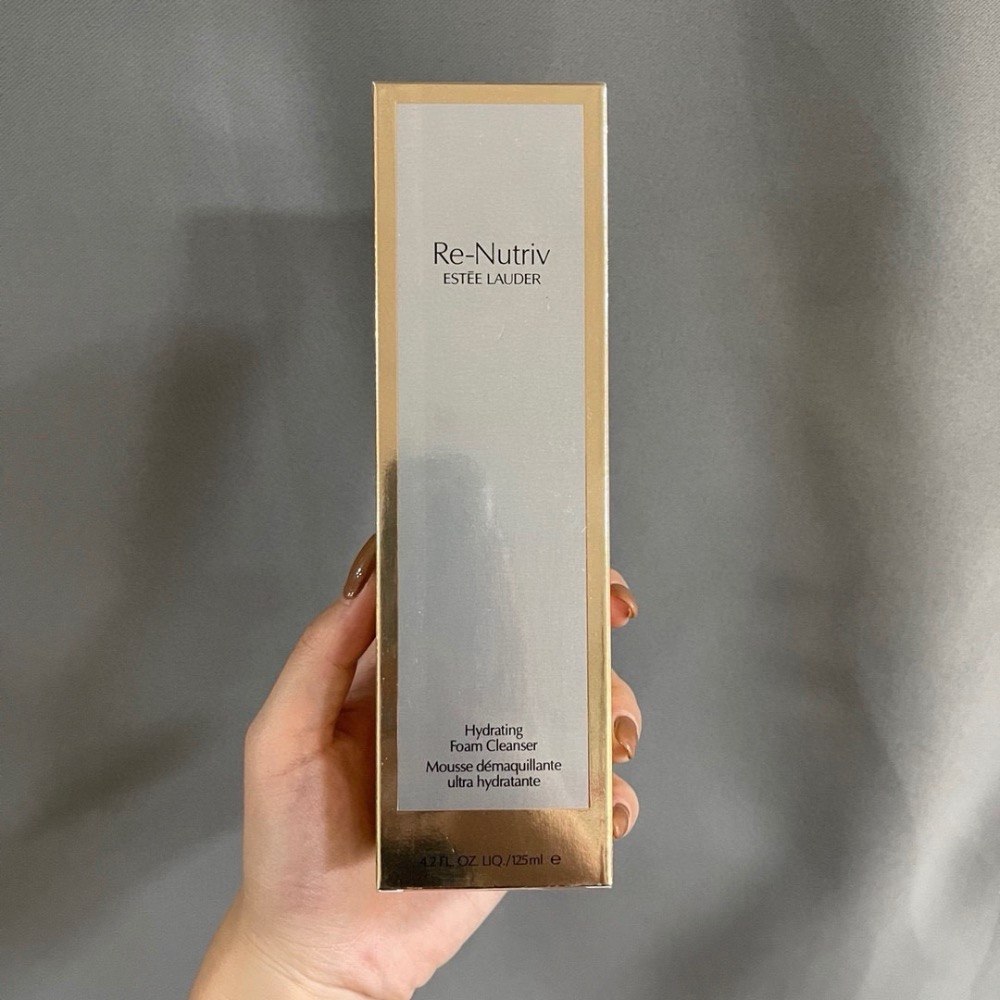 Re-Nutriv
ESTĒE LAUDER
Hydrating
Foam Cleanser
Mousse démaquillante
ultra hydratante
4.2 FL. OZ. LIQ./125ml ℮